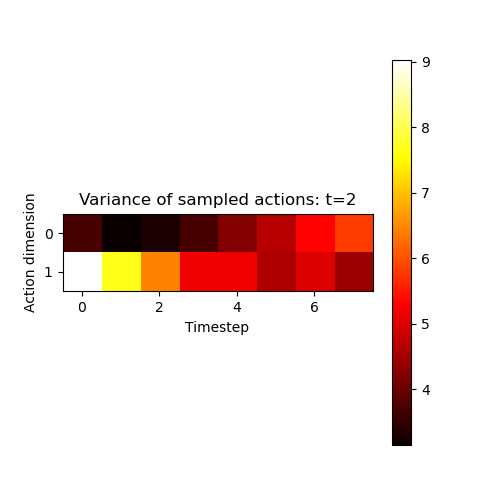 Variance of sampled actions: t=2
Action dimension
0
1
0 2 4 6
Timestep
9
8
7
6
5
4